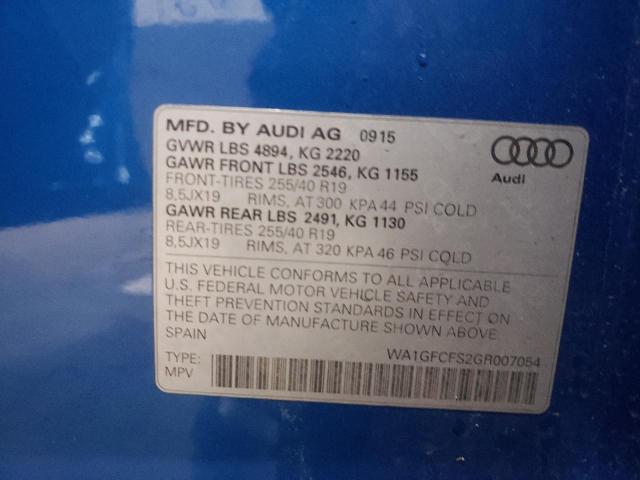 MFD. BY AUDI AG 0915
GVWR LBS 4894, KG 2220
GAWR FRONT LBS 2546, KG 1155
FRONT-TIRES 255/40 R19
8,5JX19 RIMS, AT 300 KPA 44 PSI COLD
GAWR REAR LBS 2491, KG 1130
REAR-TIRES 255/40 R19
8,5JX19 RIMS, AT 320 KPA 46 PSI COLD
Audi
THIS VEHICLE CONFORMS TO ALL APPLICABLE
U.S. FEDERAL MOTOR VEHICLE SAFETY AND
THEFT PREVENTION STANDARDS IN EFFECT ON
THE DATE OF MANUFACTURE SHOWN ABOVE.
SPAIN
WA1GFCFS2GR007054
TYPE:
MPV